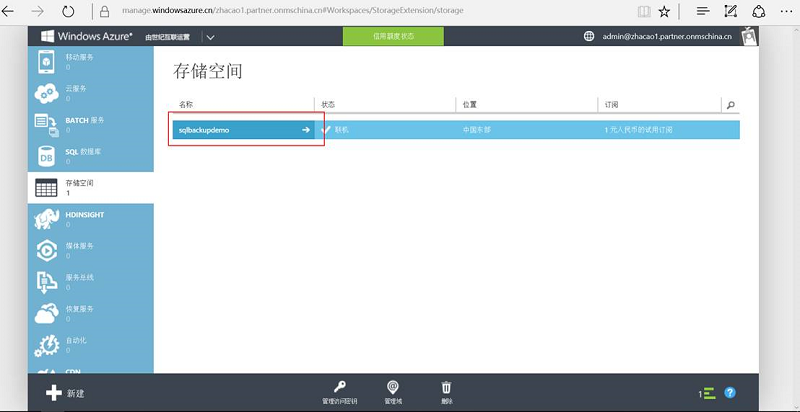 manage.windowsazure.cn/zhacao1.partner.onmschina.cn#Workspaces/StorageExtension/storage
Windows Azure* 由世纪互联运营
信用额度状态
admin@zhacao1.partner.onmschina.cn
移动服务
0
云服务
0
BATCH 服务
0
SQL 数据库
0
存储空间
1
HDINSIGHT
0
媒体服务
0
服务总线
0
恢复服务
0
自动化
0
CDN
存储空间
名称 状态 位置 订阅
sqlbackupdemo 联机 中国东部 1 元人民币的试用订阅
新建
管理访问密钥 管理域 删除
1
?